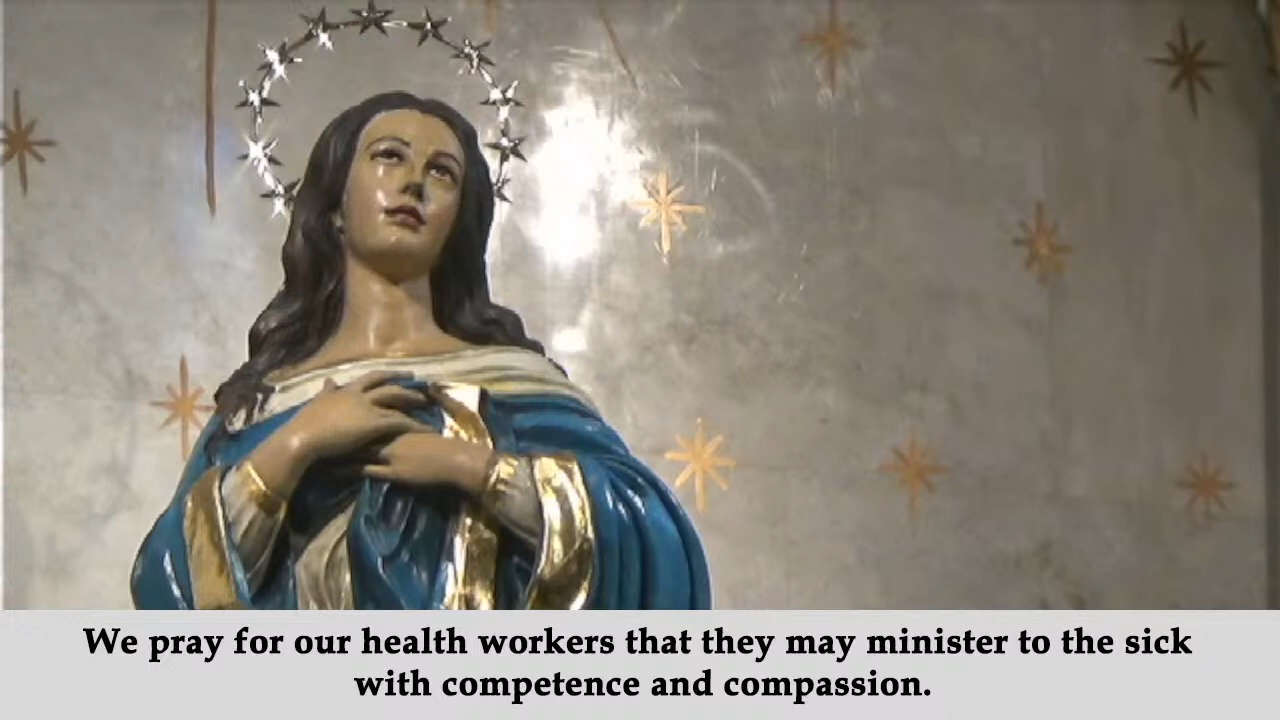 We pray for our health workers that they may minister to the sick
with competence and compassion.